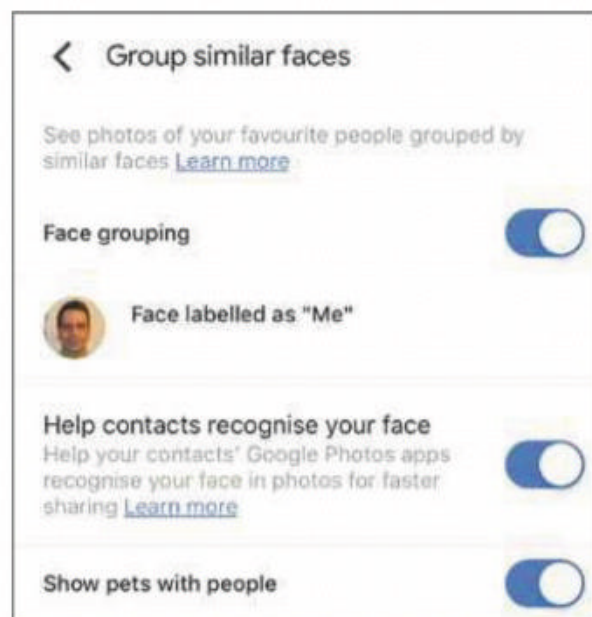 Group similar faces
See photos of your favourite people grouped by
similar faces Learn more
Face grouping
Face labelled as "Me"
Help contacts recognise your face
Help your contacts' Google Photos apps
recognise your face in photos for faster
sharing Learn more
Show pets with people